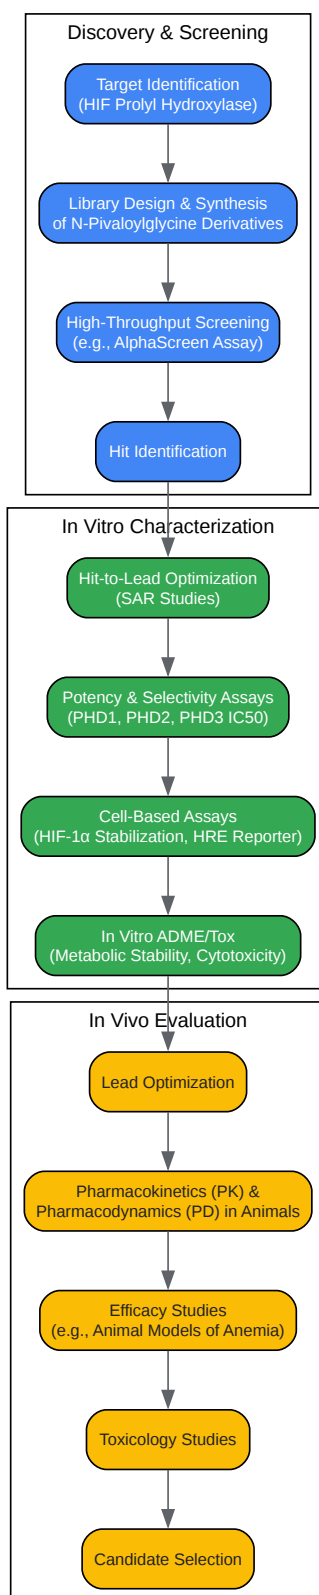 Discovery & Screening
Target Identification
(HIF Prolyl Hydroxylase)
Library Design & Synthesis
of N-Pivaloylglycine Derivatives
High-Throughput Screening
(e.g., AlphaScreen Assay)
Hit Identification
In Vitro Characterization
Hit-to-Lead Optimization
(SAR Studies)
Potency & Selectivity Assays
(PHD1, PHD2, PHD3 IC50)
Cell-Based Assays
(HIF-1α Stabilization, HRE Reporter)
In Vitro ADME/Tox
(Metabolic Stability, Cytotoxicity)
In Vivo Evaluation
Lead Optimization
Pharmacokinetics (PK) &
Pharmacodynamics (PD) in Animals
Efficacy Studies
(e.g., Animal Models of Anemia)
Toxicology Studies
Candidate Selection